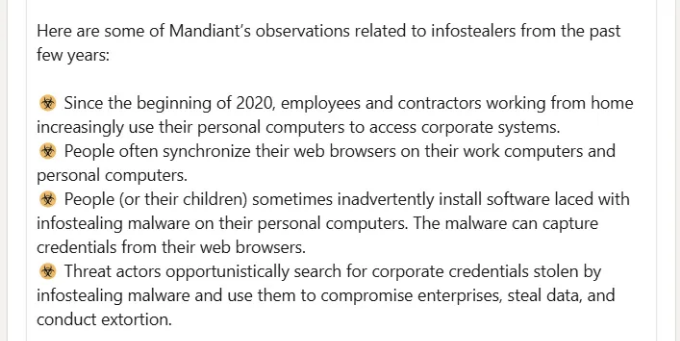 Here are some of Mandiant's observations related to infostealers from the past
few years:
☣ Since the beginning of 2020, employees and contractors working from home
increasingly use their personal computers to access corporate systems.
☣ People often synchronize their web browsers on their work computers and
personal computers.
☣ People (or their children) sometimes inadvertently install software laced with
infostealing malware on their personal computers. The malware can capture
credentials from their web browsers.
☣ Threat actors opportunistically search for corporate credentials stolen by
infostealing malware and use them to compromise enterprises, steal data, and
conduct extortion.